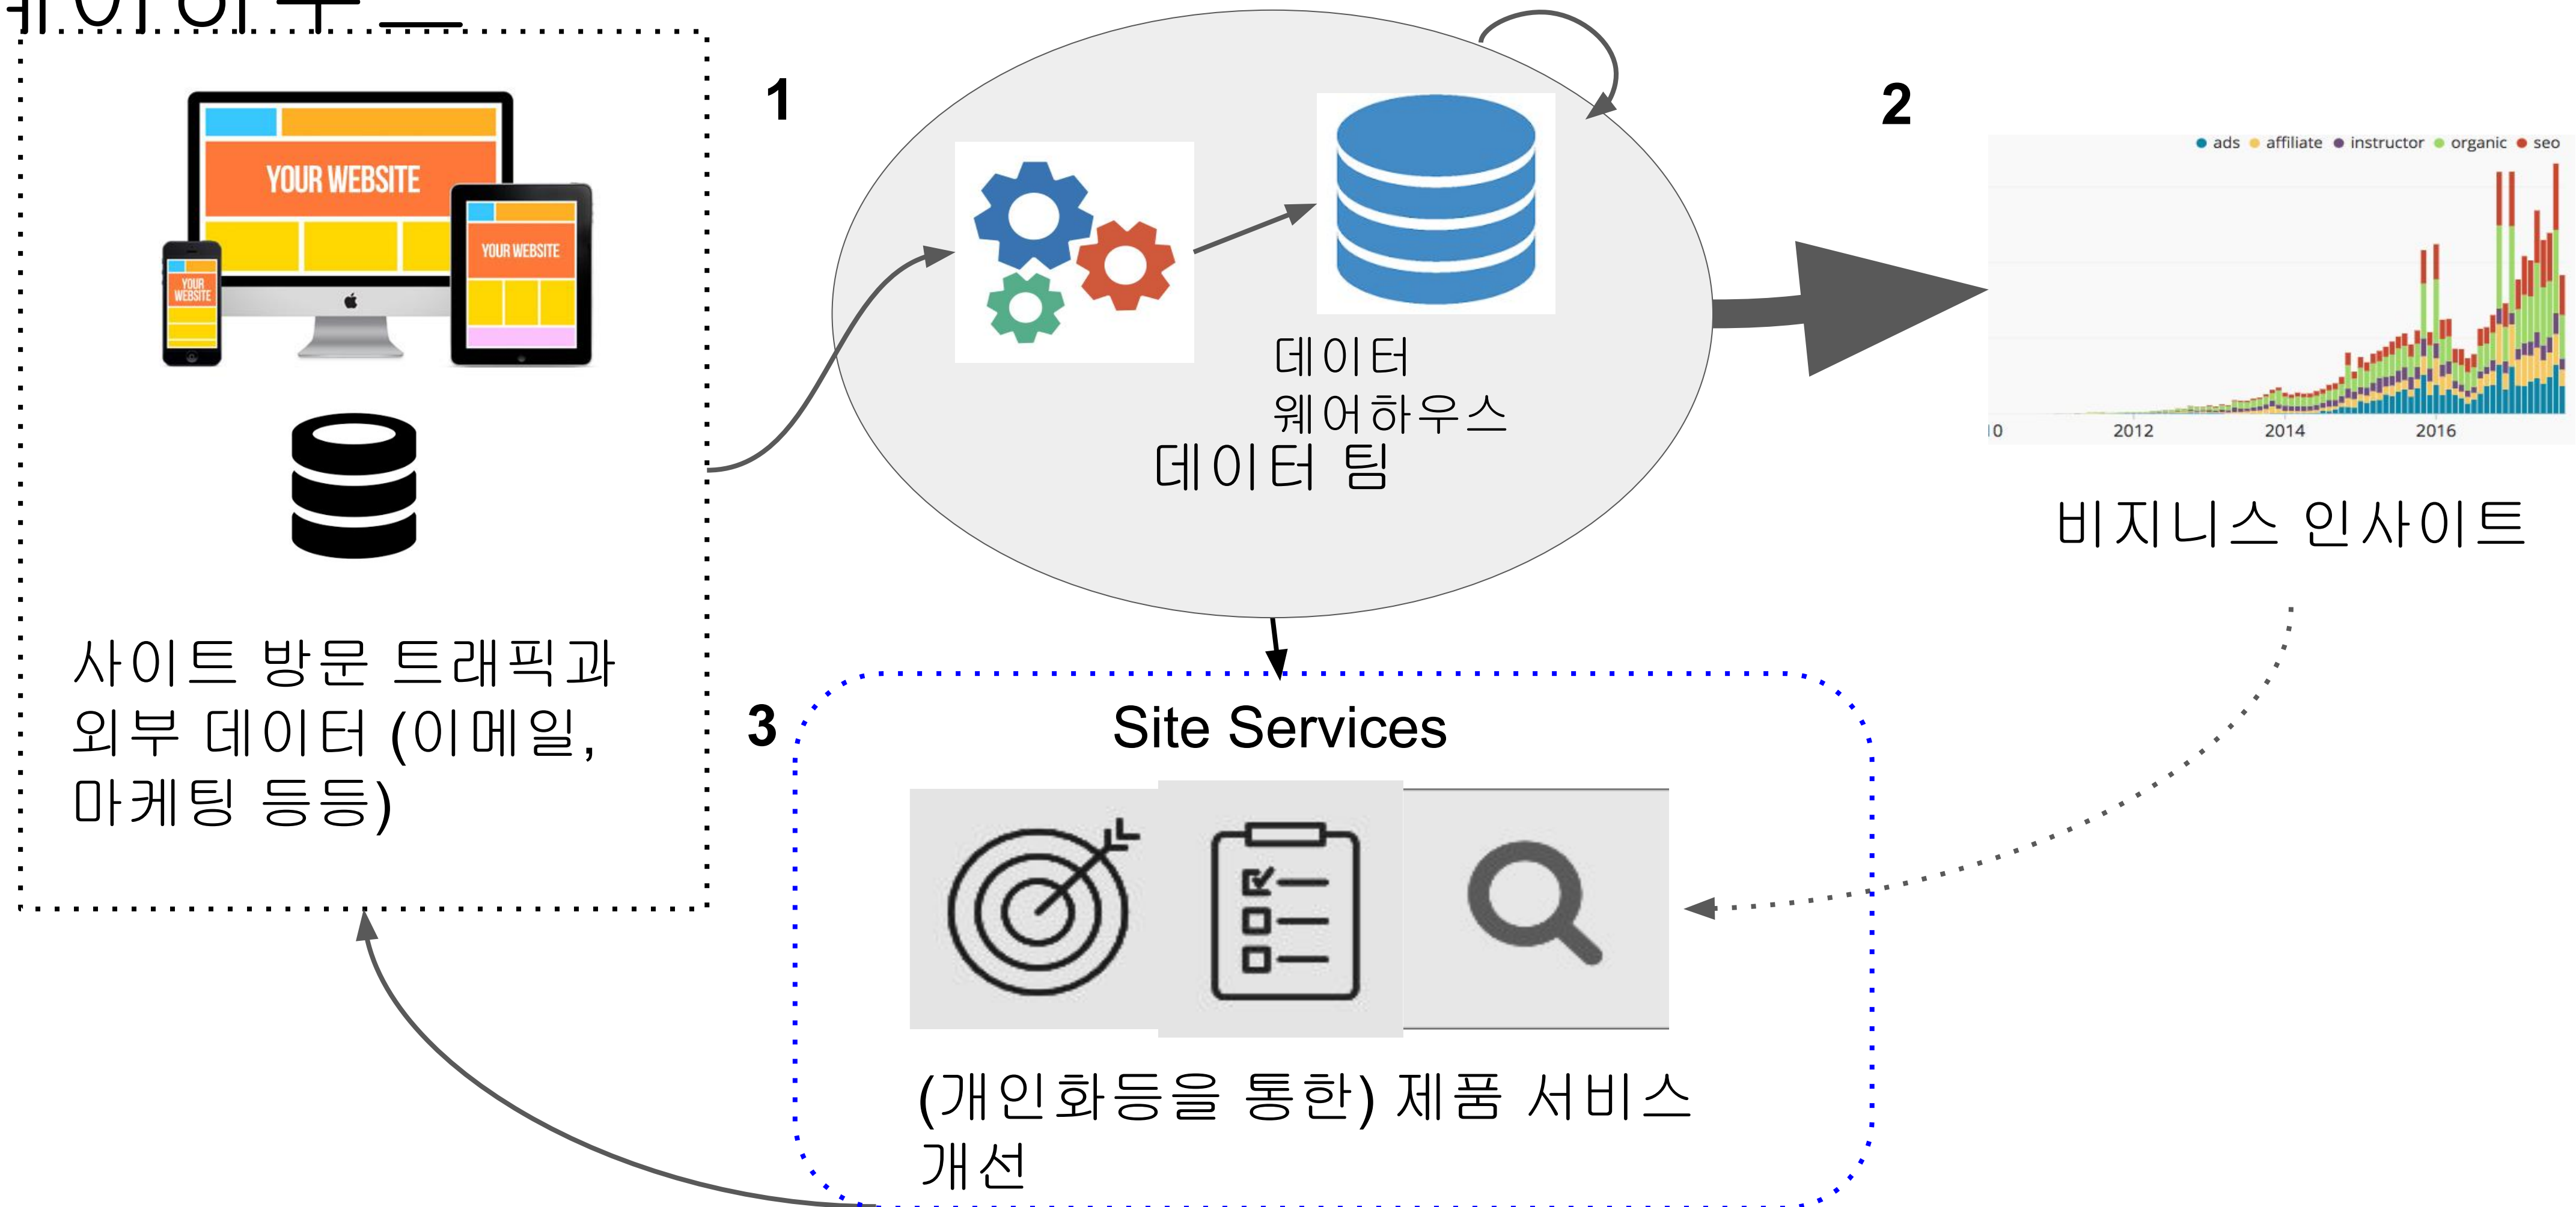 YOUR WEBSITE
YOUR WEBSITE
YOUR
WEBSITE
사이트 방문 트래픽과
외부 데이터 (이메일,
마케팅 등등)
1
데이터
웨어하우스
데이터 팀
2
ads affiliate instructor organic seo
2012 2014 2016
비지니스 인사이트
3
Site Services
(개인화등을 통한) 제품 서비스
개선